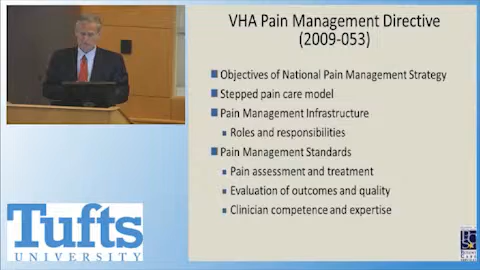 VHA Pain Management Directive
(2009-053)
Objectives of National Pain Management Strategy
Stepped pain care model
Pain Management Infrastructure
Roles and responsibilities
Pain Management Standards
Pain assessment and treatment
Evaluation of outcomes and quality
Clinician competence and expertise
Tufts
UNIVERSITY